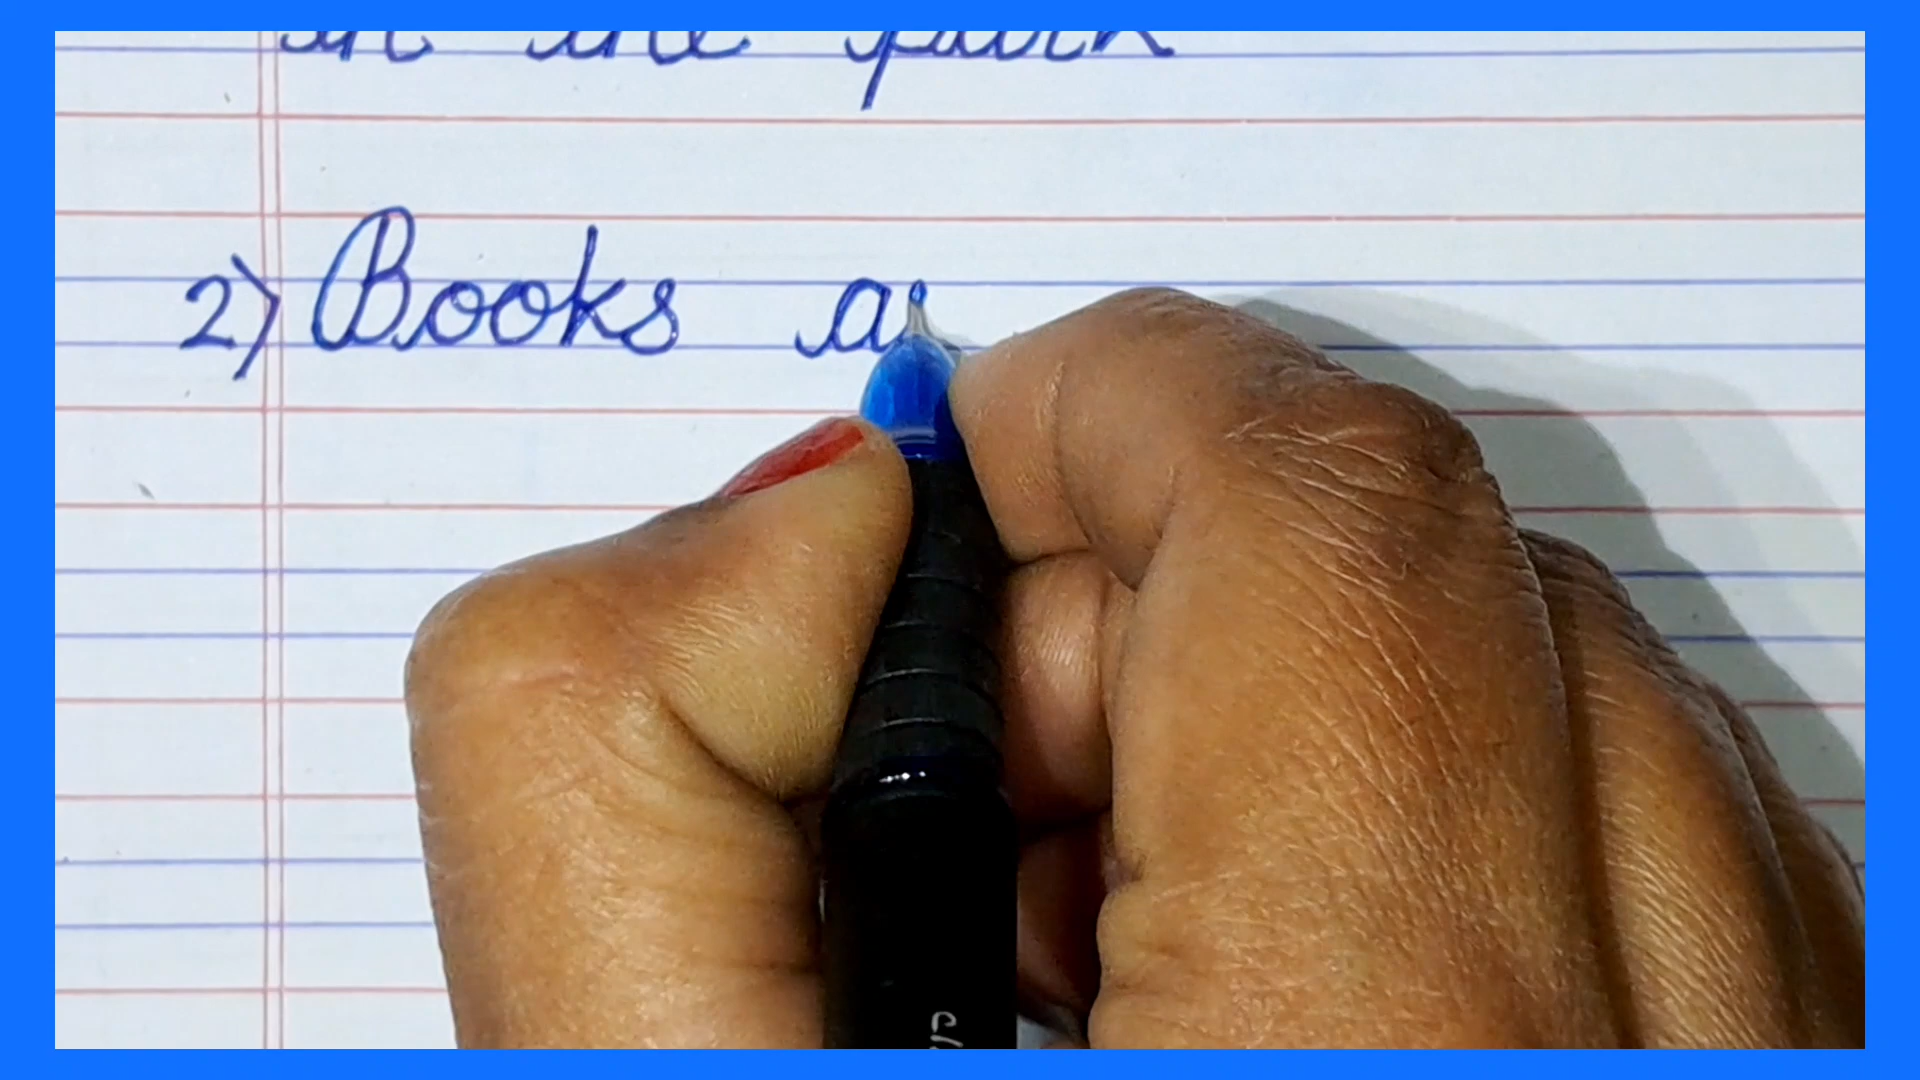 in the park
2) Books a